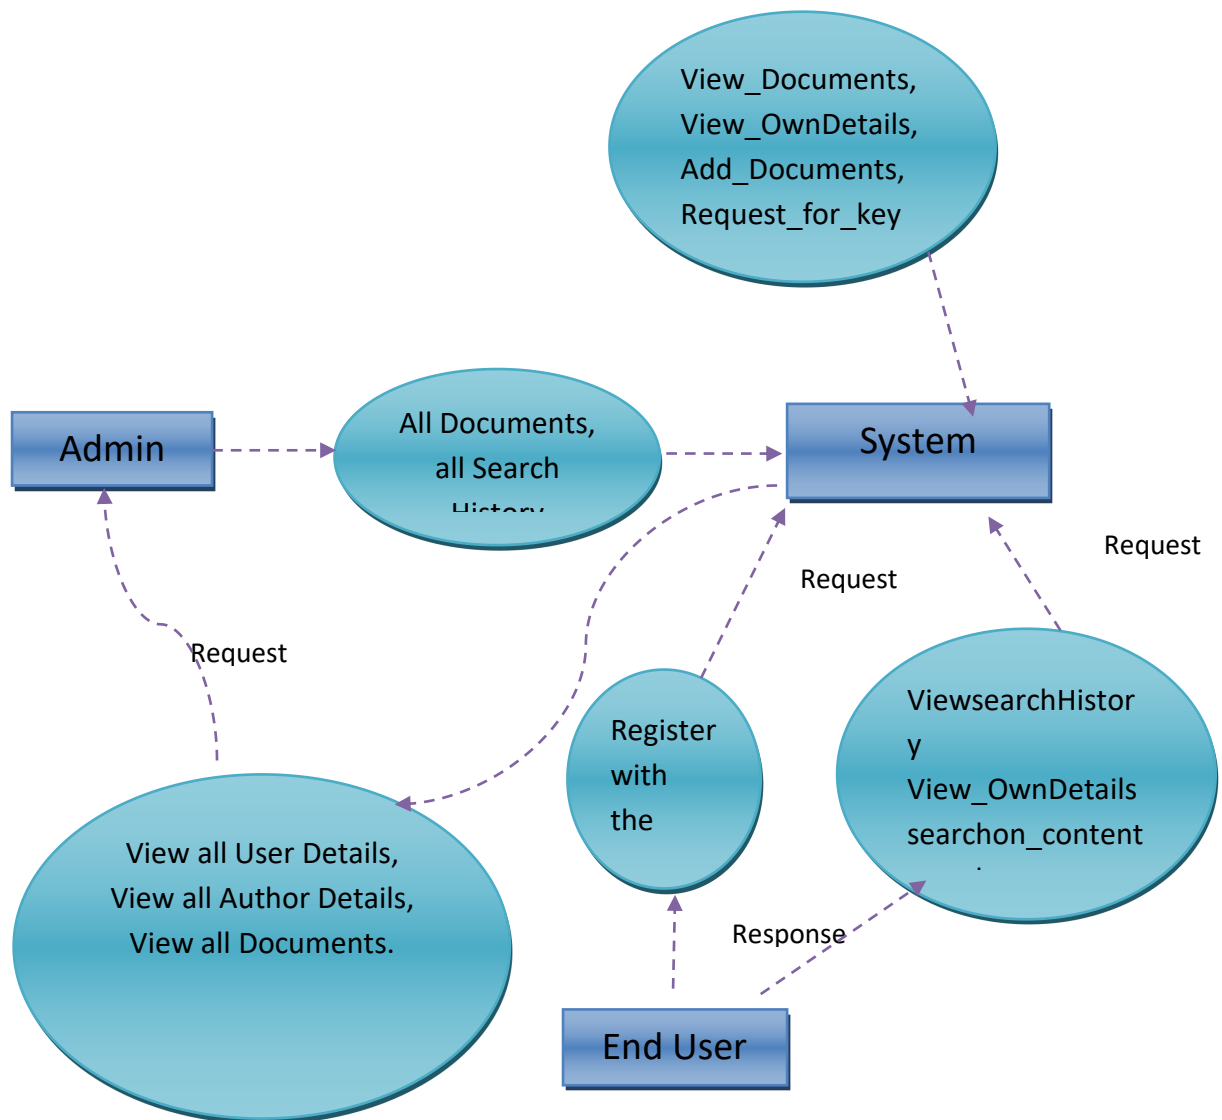 View_Documents,
View_OwnDetails,
Add_Documents,
Request_for_key
Admin
All Documents,
all Search
History
System
Request
Request
Request
Register
with
the
ViewsearchHistor
y
View_OwnDetails
searchon_content
View all User Details,
View all Author Details,
View all Documents.
Response
End User